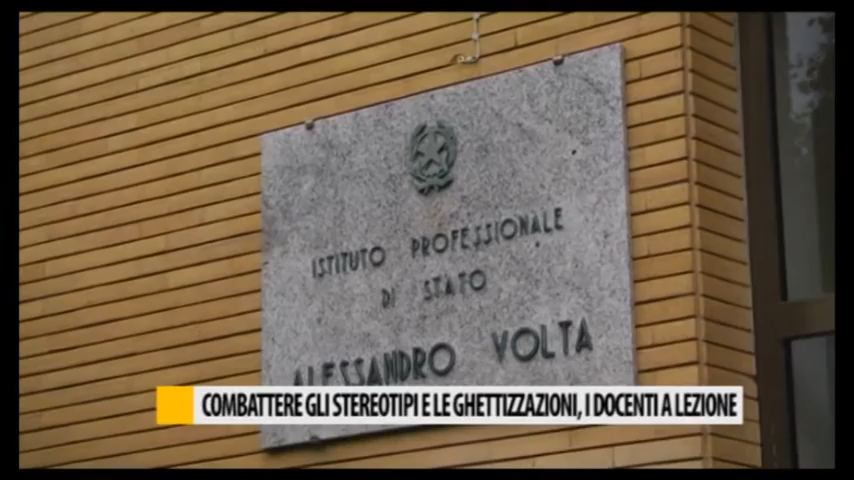 ISTITUTO PROFESSIONALE
DI STATO
ALESSANDRO VOLTA
COMBATTERE GLI STEREOTIPI E LE GHETTIZZAZIONI, I DOCENTI A LEZIONE